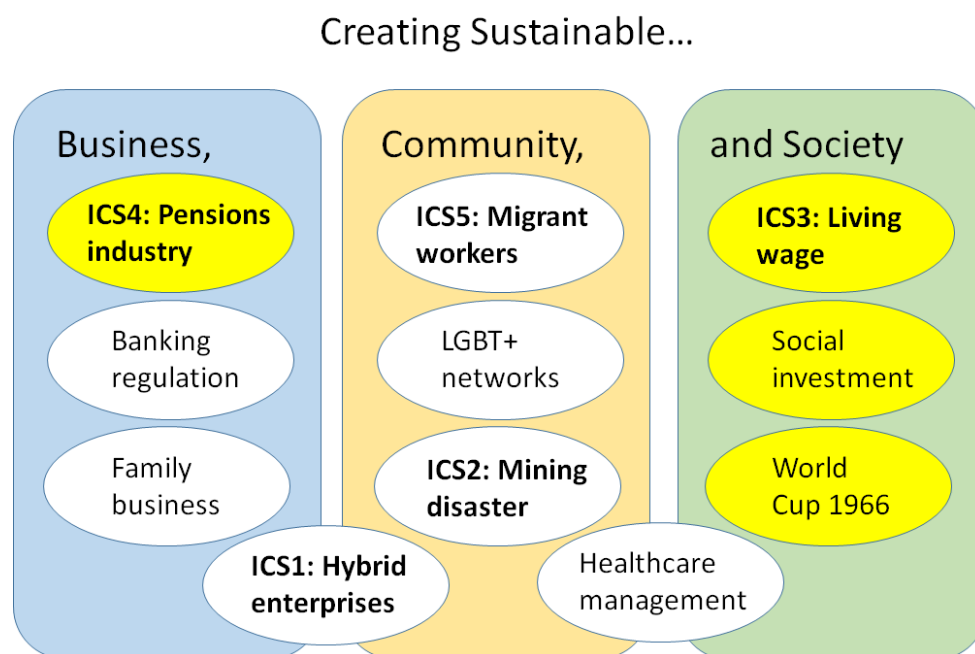 Creating Sustainable...
Business,
ICS4: Pensions
industry
Banking
regulation
Family
business
ICS1: Hybrid
enterprises
Community,
ICS5: Migrant
workers
LGBT+
networks
ICS2: Mining
disaster
Healthcare
management
and Society
ICS3: Living
wage
Social
investment
World
Cup 1966